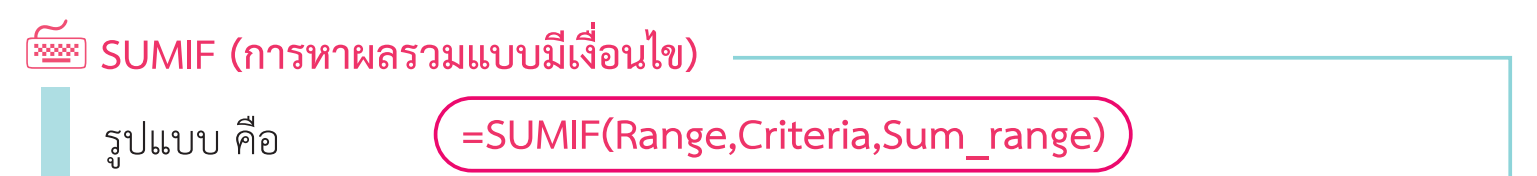 SUMIF (การหาผลรวมแบบมีเงื่อนไข)
รูปแบบ คือ =SUMIF(Range,Criteria,Sum_range)